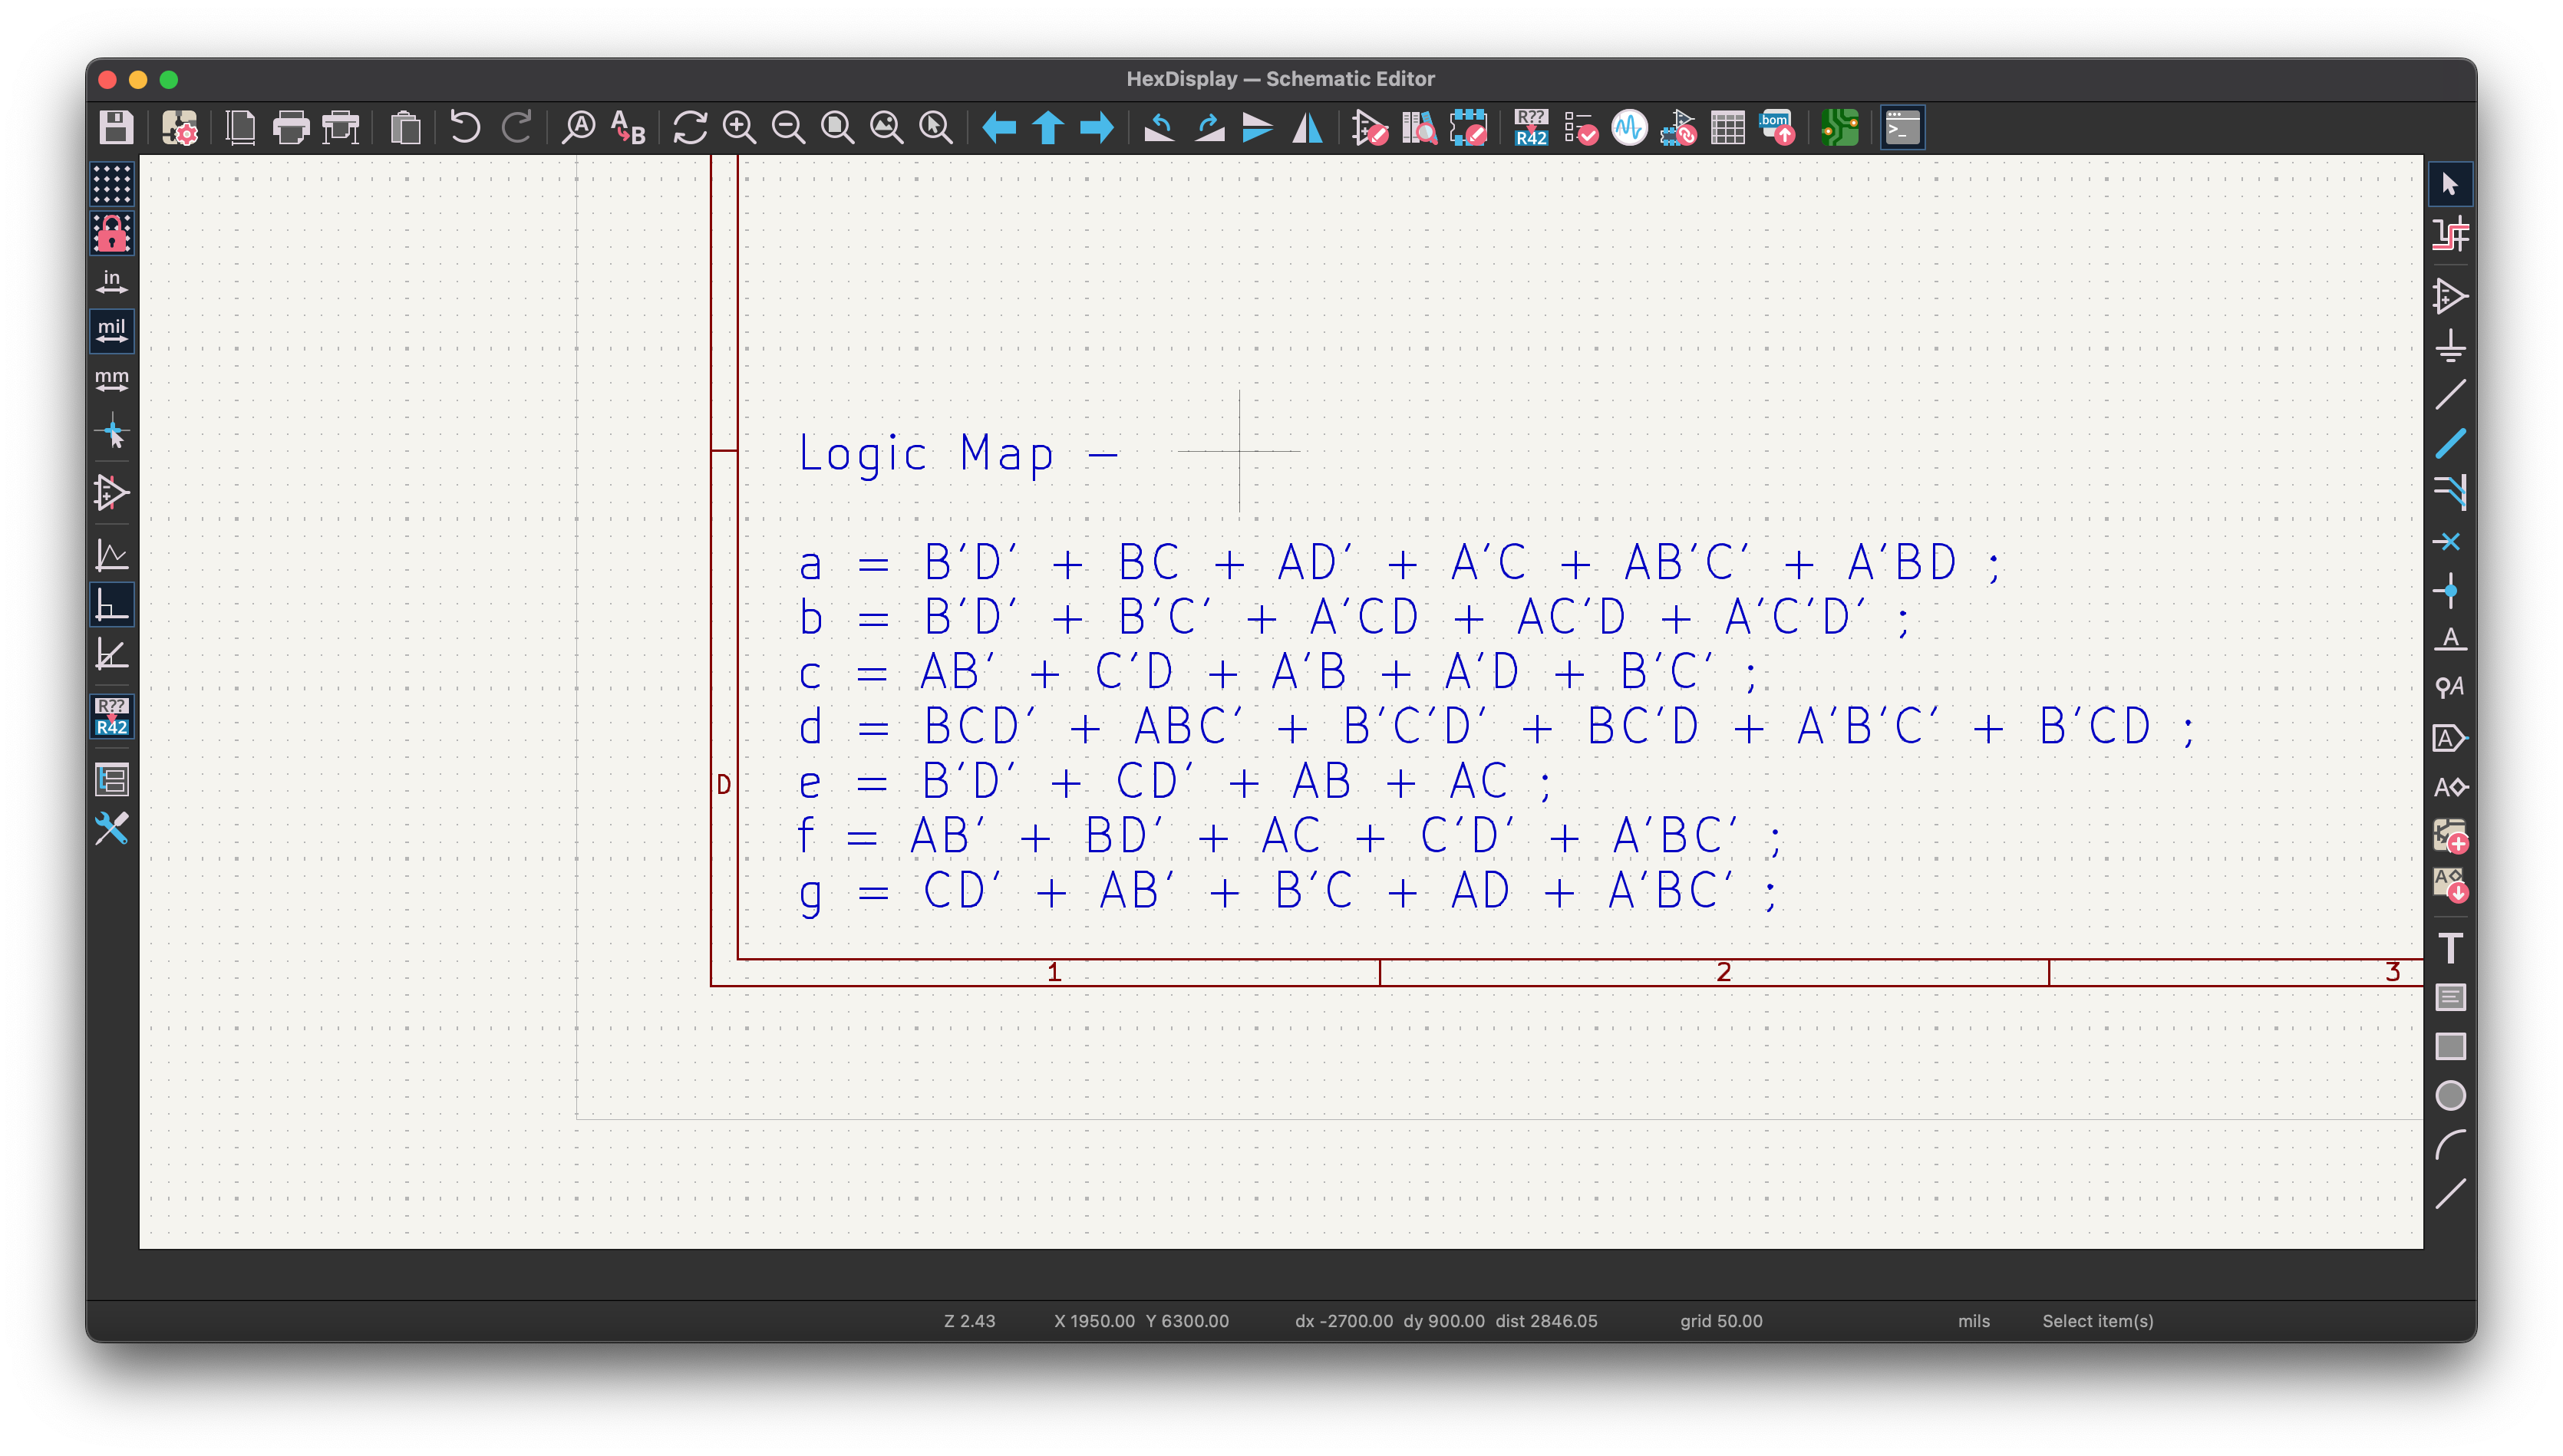 HexDisplay — Schematic Editor
A
A B
R??
R42
bom
>_
in
mil
mm
R??
R42
Logic Map -
a = B'D' + BC + AD' + A'C + AB'C' + A'BD ;
b = B'D' + B'C' + A'CD + AC'D + A'C'D' ;
c = AB' + C'D + A'B + A'D + B'C' ;
d = BCD' + ABC' + B'C'D' + BC'D + A'B'C' + B'CD ;
e = B'D' + CD' + AB + AC ;
f = AB' + BD' + AC + C'D' + A'BC' ;
g = CD' + AB' + B'C + AD + A'BC' ;
D
1 2 3
A
A
A
A
A
T
Z 2.43 X 1950.00 Y 6300.00 dx -2700.00 dy 900.00 dist 2846.05 grid 50.00 mils Select item(s)